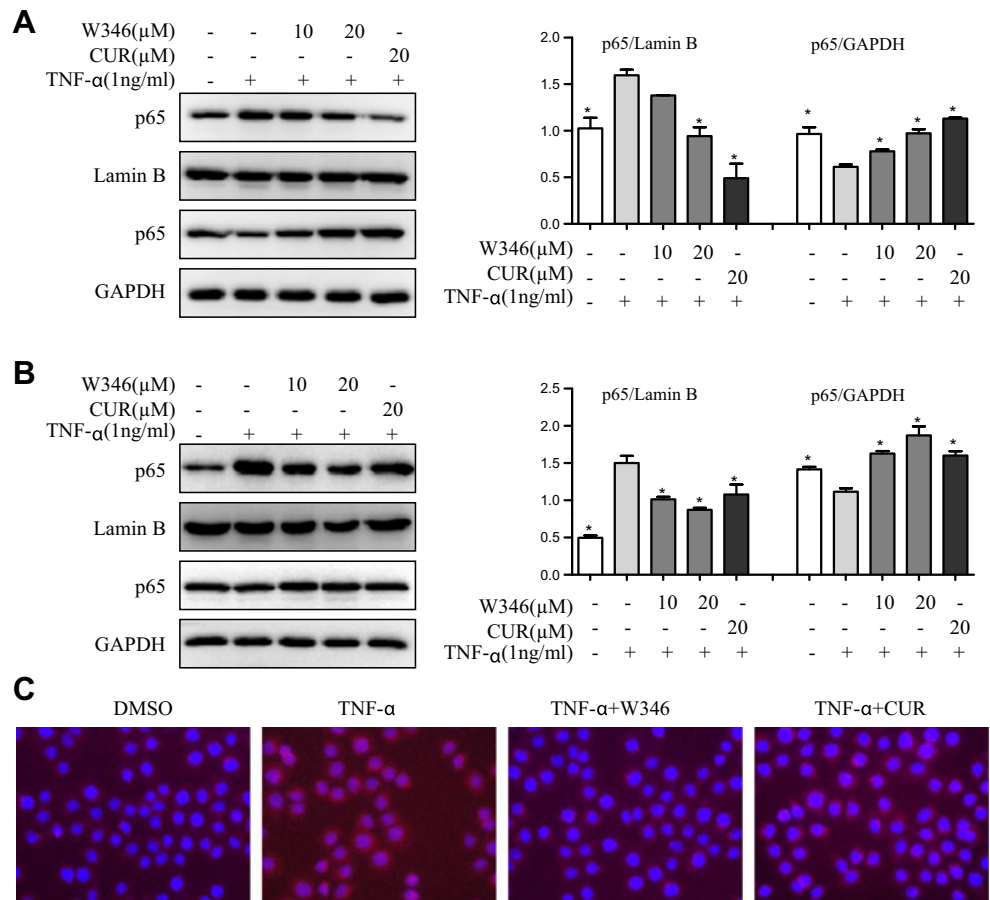 A
W346(µM) - - 10 20 -
CUR(µM) - - - - 20
TNF-α(1ng/ml) - + + + +
p65
Lamin B
p65
GAPDH
2.0
1.5
1.0
0.5
0.0
p65/Lamin B p65/GAPDH
* * * * * * *
W346(µM) - - 10 20 - - - 10 20 -
CUR(µM) - - - - 20 - - - - 20
TNF-α(1ng/ml) - + + + + - + + + +
B
W346(µM) - - 10 20 -
CUR(µM) - - - - 20
TNF-α(1ng/ml) - + + + +
p65
Lamin B
p65
GAPDH
2.5
2.0
1.5
1.0
0.5
0.0
p65/Lamin B p65/GAPDH
* * * * * * * *
W346(µM) - - 10 20 - - - 10 20 -
CUR(µM) - - - - 20 - - - - 20
TNF-α(1ng/ml) - + + + + - + + + +
C
DMSO TNF-α TNF-α+W346 TNF-α+CUR